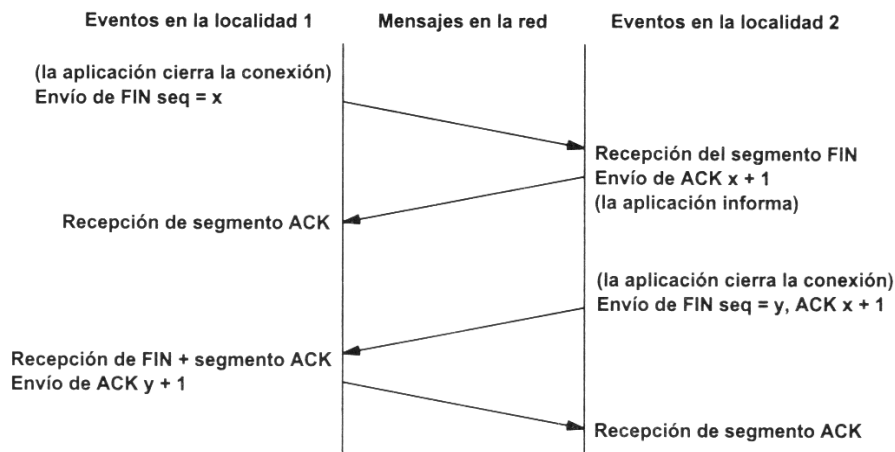 Eventos en la localidad 1
Mensajes en la red
Eventos en la localidad 2
(la aplicación cierra la conexión)
Envío de FIN seq = x
Recepción del segmento FIN
Envío de ACK x + 1
(la aplicación informa)
Recepción de segmento ACK
(la aplicación cierra la conexión)
Envío de FIN seq = y, ACK x + 1
Recepción de FIN + segmento ACK
Envío de ACK y + 1
Recepción de segmento ACK